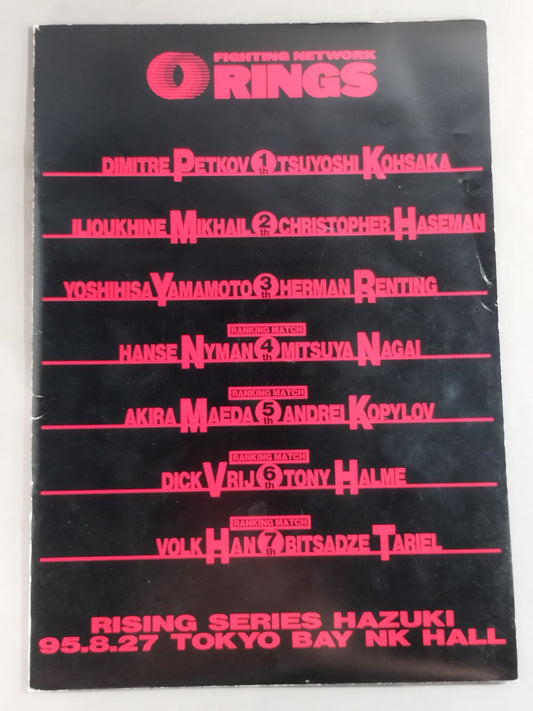 FIGHTING NETWORK
RINGS
DIMITRE PETKOV 1th TSUYOSHI KOHSAKA
ILIOUKHINE MIKHAIL 2th CHRISTOPHER HASEMAN
YOSHIHISA YAMAMOTO 3th HERMAN RENTING
RANKING MATCH
HANSE NYMAN 4th MITSUYA NAGAI
RANKING MATCH
AKIRA MAEDA 5th ANDREI KOPYLOV
RANKING MATCH
DICK VRIJ 6th TONY HALME
RANKING MATCH
VOLK HAN 7th BITSADZE TARIEL
RISING SERIES HAZUKI
95.8.27 TOKYO BAY NK HALL